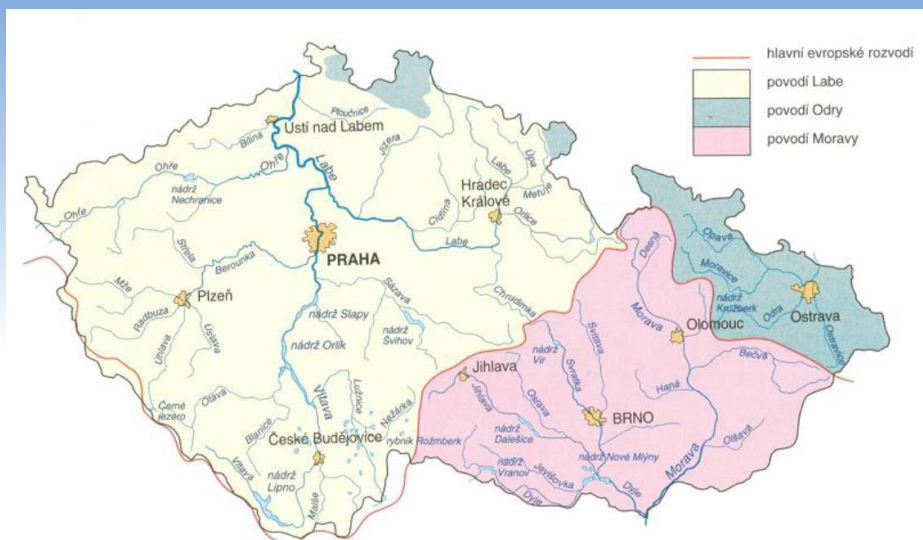 hlavní evropské rozvodí
povodí Labe
povodí Odry
povodí Moravy
Ploučnice
Ústí nad Labem
Bílina
Jizera
Ohře
Ohře
Labe
Labe
Úpa
nádrž
Nechranice
Hradec
Králové
Metuje
Cidlina
Orlice
Ohře
Labe
Střela
Berounka
PRAHA
Desná
Opava
Moravice
Mže
Plzeň
Radbuza
Sázava
Chrudimka
nádrž
Kružberk
Odra
Ostrava
nádrž Slapy
Morava
Olomouc
Úhlava
Úslava
nádrž
Švihov
Svitava
Ostravice
nádrž Orlík
nádrž
Vír
Svratka
Bečva
Jihlava
Haná
Vltava
Lužnice
Jihlava
Oslava
Otava
Černé
jezero
Nežárka
BRNO
Blanice
České Budějovice
rybník Rožmberk
nádrž
Dalešice
Olšava
Vltava
nádrž
Lipno
nádrž Nové Mlýny
Morava
nádrž
Vranov
Jevišovka
Malše
Dyje
Dyje